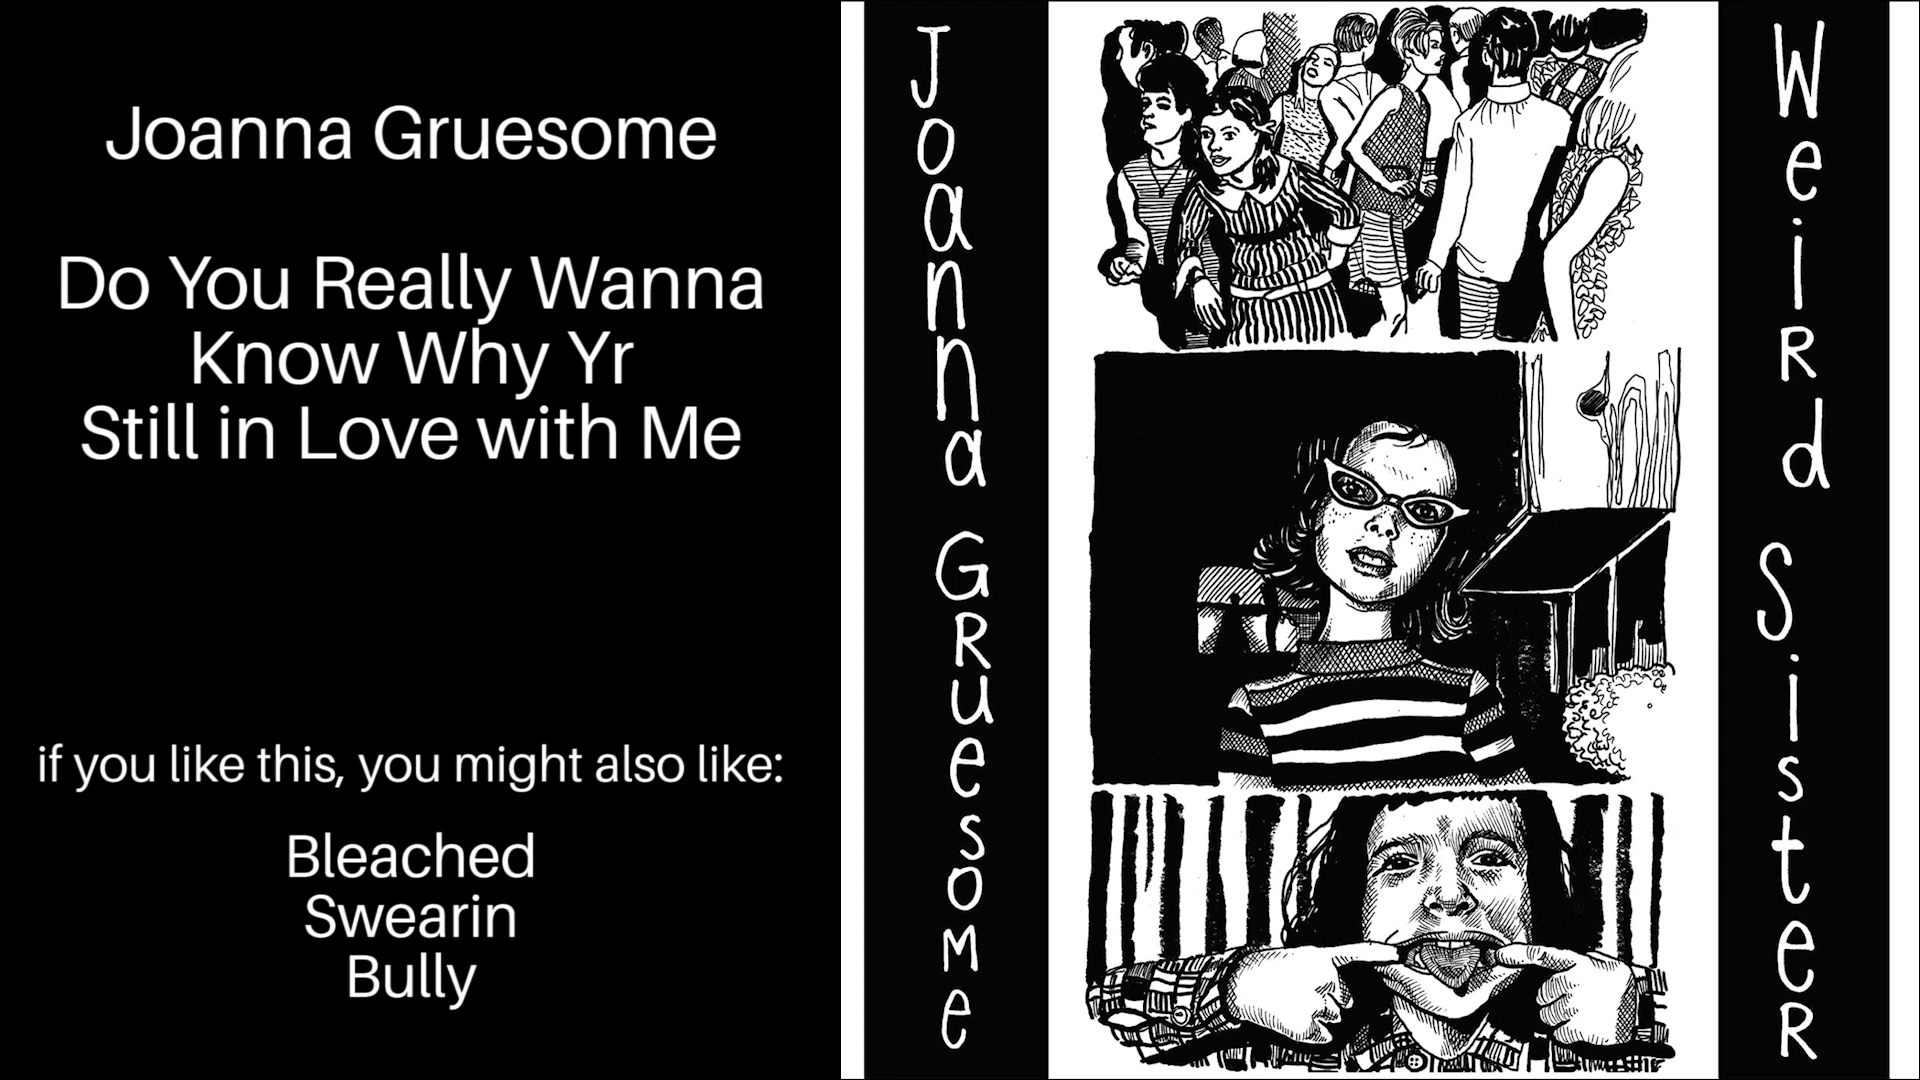 Joanna Gruesome
Do You Really Wanna
Know Why Yr
Still in Love with Me
if you like this, you might also like:
Bleached
Swearin
Bully
Joanna GRuesoMe
WeiRd SisteR